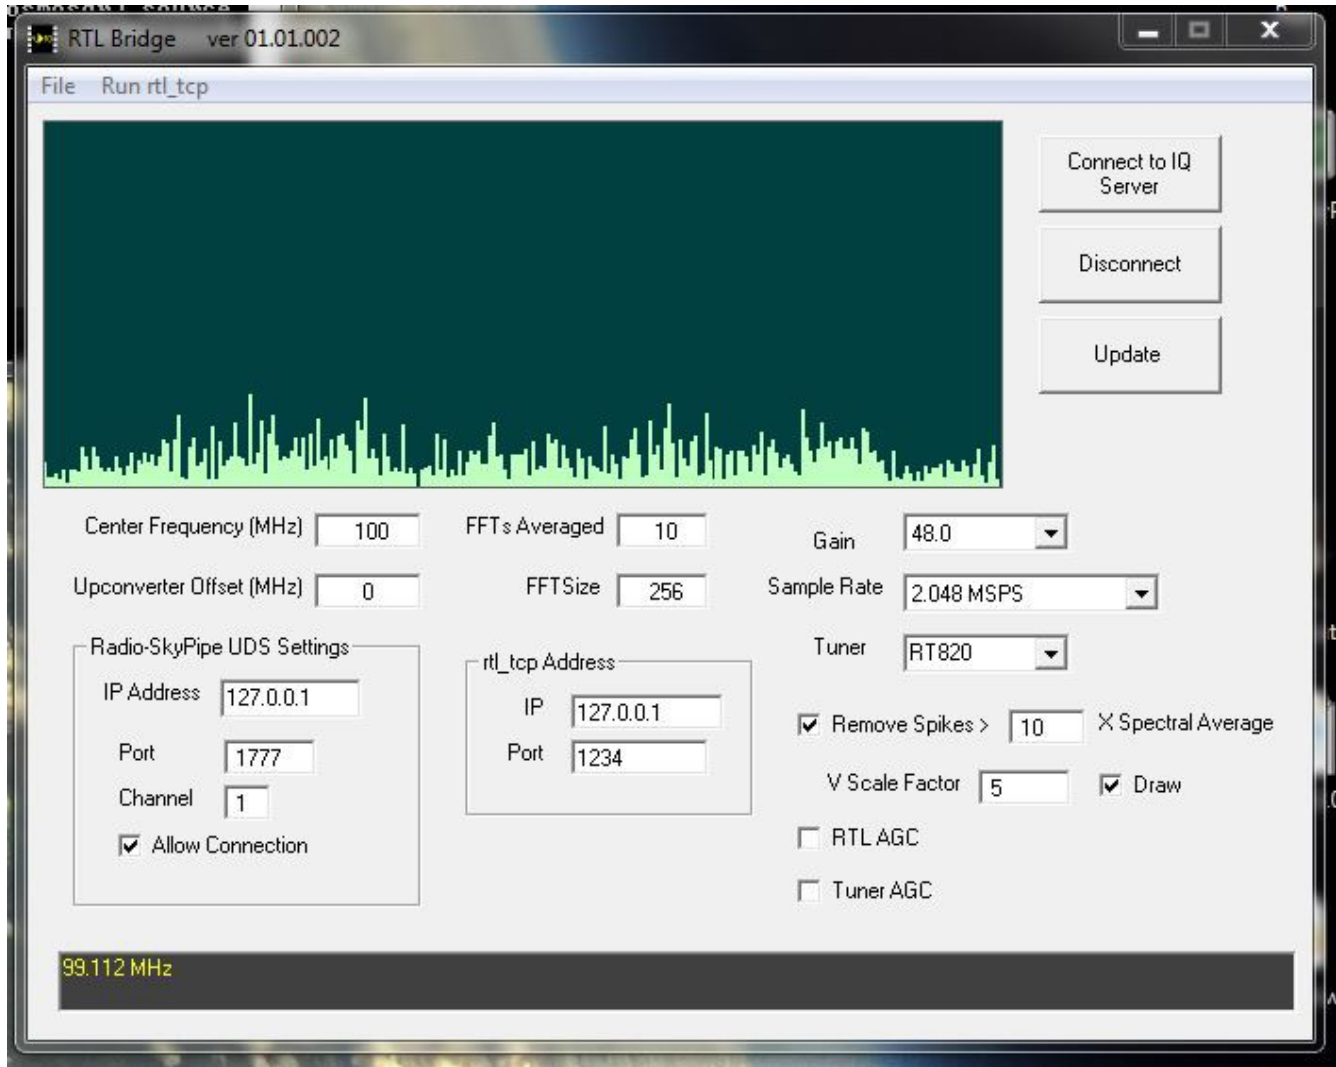 RTL Bridge ver 01.01.002
File Run rtl_tcp
Connect to IQ
Server
Disconnect
Update
Center Frequency (MHz) 100
FFTs Averaged 10
Gain 48.0
Upconverter Offset (MHz) 0
FFTSize 256
Sample Rate 2.048 MSPS
Tuner RT820
Radio-SkyPipe UDS Settings
IP Address 127.0.0.1
Port 1777
Channel 1
Allow Connection
rtl_tcp Address
IP 127.0.0.1
Port 1234
Remove Spikes > 10 X Spectral Average
V Scale Factor 5 Draw
RTL AGC
Tuner AGC
99.112 MHz